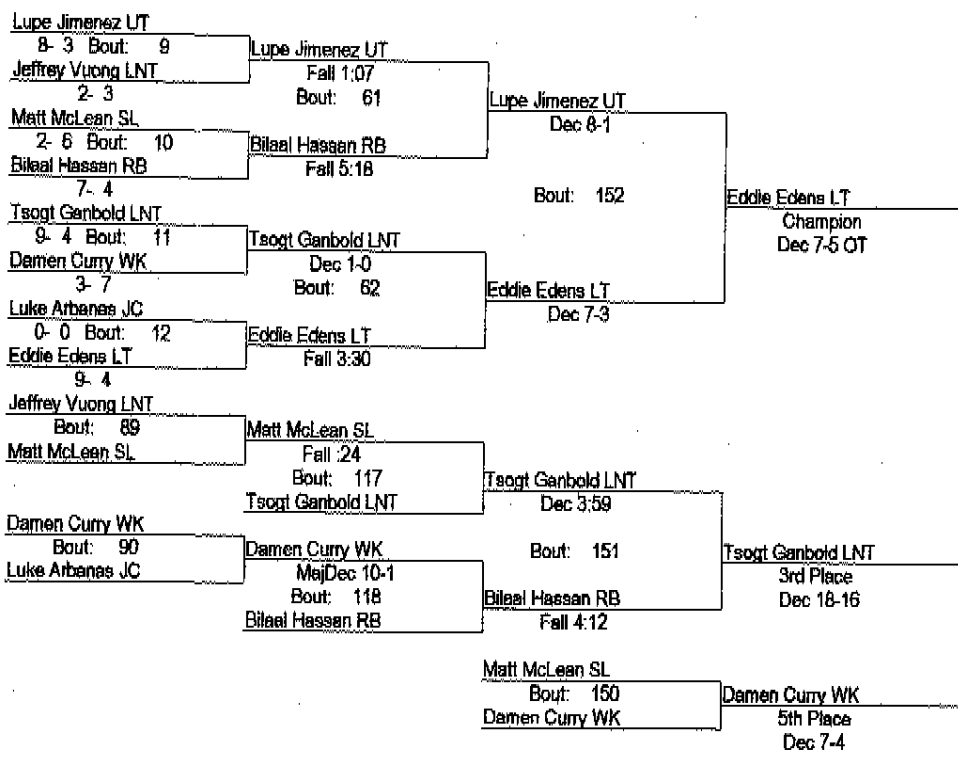 Lupe Jimenez UT
8- 3 Bout: 9
Jeffrey Vuong LNT
2- 3
Matt McLean SL
2- 6 Bout: 10
Bilaal Hassan RB
7- 4
Tsogt Ganbold LNT
9- 4 Bout: 11
Damen Curry WK
3- 7
Luke Arbanas JC
0- 0 Bout: 12
Eddie Edens LT
9- 4
Lupe Jimenez UT
Fall 1:07
Bout: 61
Bilaal Hassan RB
Fall 5:18
Tsogt Ganbold LNT
Dec 1-0
Bout: 62
Eddie Edens LT
Fall 3:30
Lupe Jimenez UT
Dec 8-1
Bout: 152
Eddie Edens LT
Dec 7-3
Eddie Edens LT
Champion
Dec 7-5 OT
Jeffrey Vuong LNT
Bout: 89
Matt McLean SL
Damen Curry WK
Bout: 90
Luke Arbanas JC
Matt McLean SL
Fall :24
Bout: 117
Tsogt Ganbold LNT
Damen Curry WK
MajDec 10-1
Bout: 118
Bilaal Hassan RB
Tsogt Ganbold LNT
Dec 3:59
Bout: 151
Bilaal Hassan RB
Fall 4:12
Tsogt Ganbold LNT
3rd Place
Dec 18-16
Matt McLean SL
Bout: 150
Damen Curry WK
Damen Curry WK
5th Place
Dec 7-4